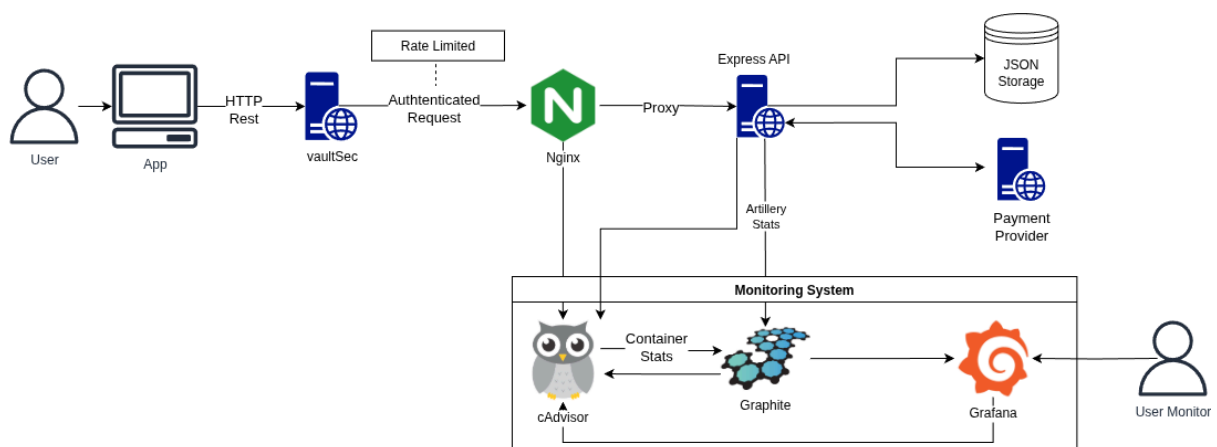 Rate Limited
Express API
JSON
Storage
HTTP
Rest
Authtenticated
Request
Proxy
User
App
vaultSec
Nginx
Artillery
Stats
Payment
Provider
Monitoring System
Container
Stats
cAdvisor
Graphite
Grafana
User Monitor